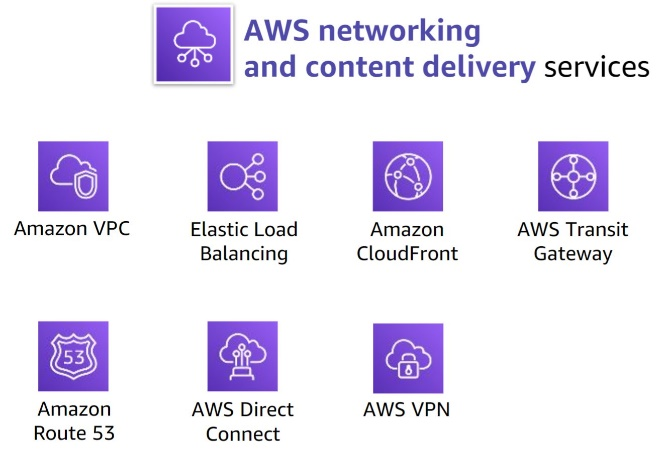 AWS networking
and content delivery services
Amazon VPC
Elastic Load
Balancing
Amazon
CloudFront
AWS Transit
Gateway
53
Amazon
Route 53
AWS Direct
Connect
AWS VPN